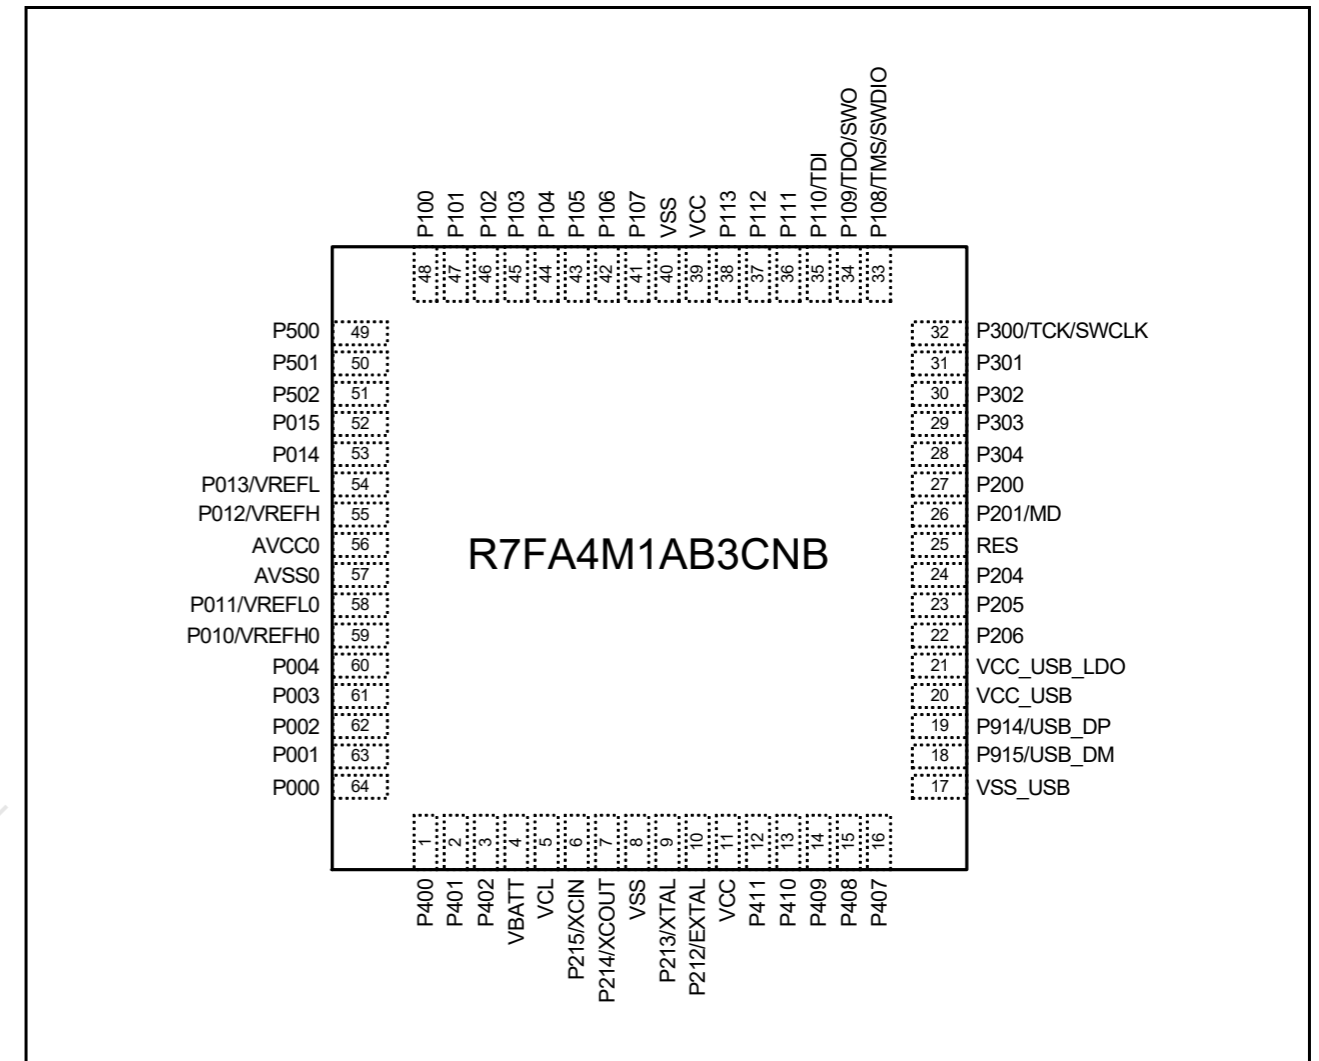 P100
P101
P102
P103
P104
P105
P106
P107
VSS
VCC
P113
P112
P111
P110/TDI
P109/TDO/SWO
P108/TMS/SWDIO
48
47
46
45
44
43
42
41
40
39
38
37
36
35
34
33
P500 49
P501 50
P502 51
P015 52
P014 53
P013/VREFL 54
P012/VREFH 55
AVCC0 56
AVSS0 57
P011/VREFL0 58
P010/VREFH0 59
P004 60
P003 61
P002 62
P001 63
P000 64
R7FA4M1AB3CNB
32 P300/TCK/SWCLK
31 P301
30 P302
29 P303
28 P304
27 P200
26 P201/MD
25 RES
24 P204
23 P205
22 P206
21 VCC_USB_LDO
20 VCC_USB
19 P914/USB_DP
18 P915/USB_DM
17 VSS_USB
1
2
3
4
5
6
7
8
9
10
11
12
13
14
15
16
P400
P401
P402
VBATT
VCL
P215/XCIN
P214/XCOUT
VSS
P213/XTAL
P212/EXTAL
VCC
P411
P410
P409
P408
P407